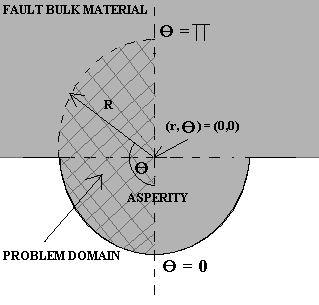 FAULT BULK MATERIAL
Θ = π
R
(r, Θ) = (0,0)
Θ
ASPERITY
PROBLEM DOMAIN
Θ = 0